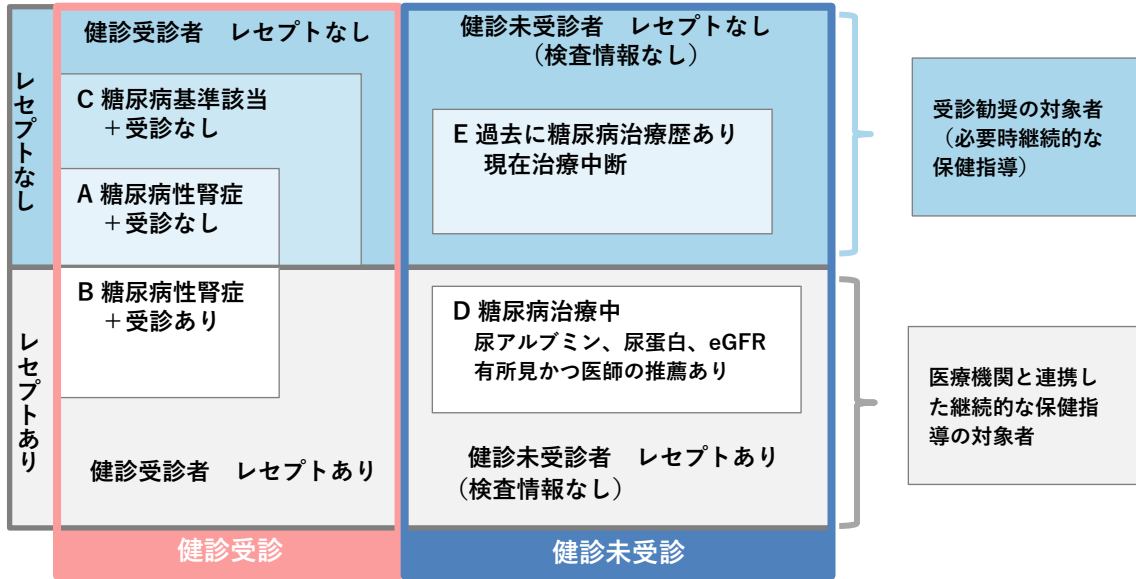 レセプトなし
健診受診者　レセプトなし
C 糖尿病基準該当
＋受診なし
A 糖尿病性腎症
＋受診なし
健診未受診者　レセプトなし
（検査情報なし）
E 過去に糖尿病治療歴あり
現在治療中断
受診勧奨の対象者
（必要時継続的な
保健指導）
レセプトあり
B 糖尿病性腎症
＋受診あり
健診受診者　レセプトあり
D 糖尿病治療中
尿アルブミン、尿蛋白、eGFR
有所見かつ医師の推薦あり
健診未受診者　レセプトあり
（検査情報なし）
医療機関と連携し
た継続的な保健指
導の対象者
健診受診
健診未受診